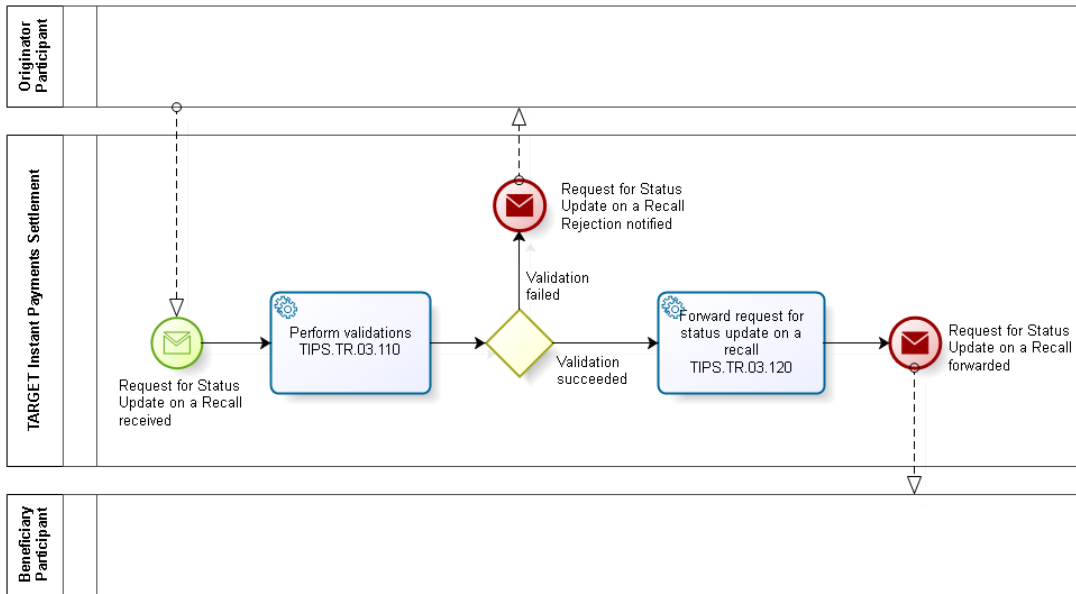 Originator
Participant
TARGET Instant Payments Settlement
Request for Status
Update on a Recall
Rejection notified
Validation
failed
Perform validations
TIPS.TR.03.110
Forward request for
status update on a
recall
TIPS.TR.03.120
Request for Status
Update on a Recall
forwarded
Validation
succeeded
Request for Status
Update on a Recall
received
Beneficiary
Participant